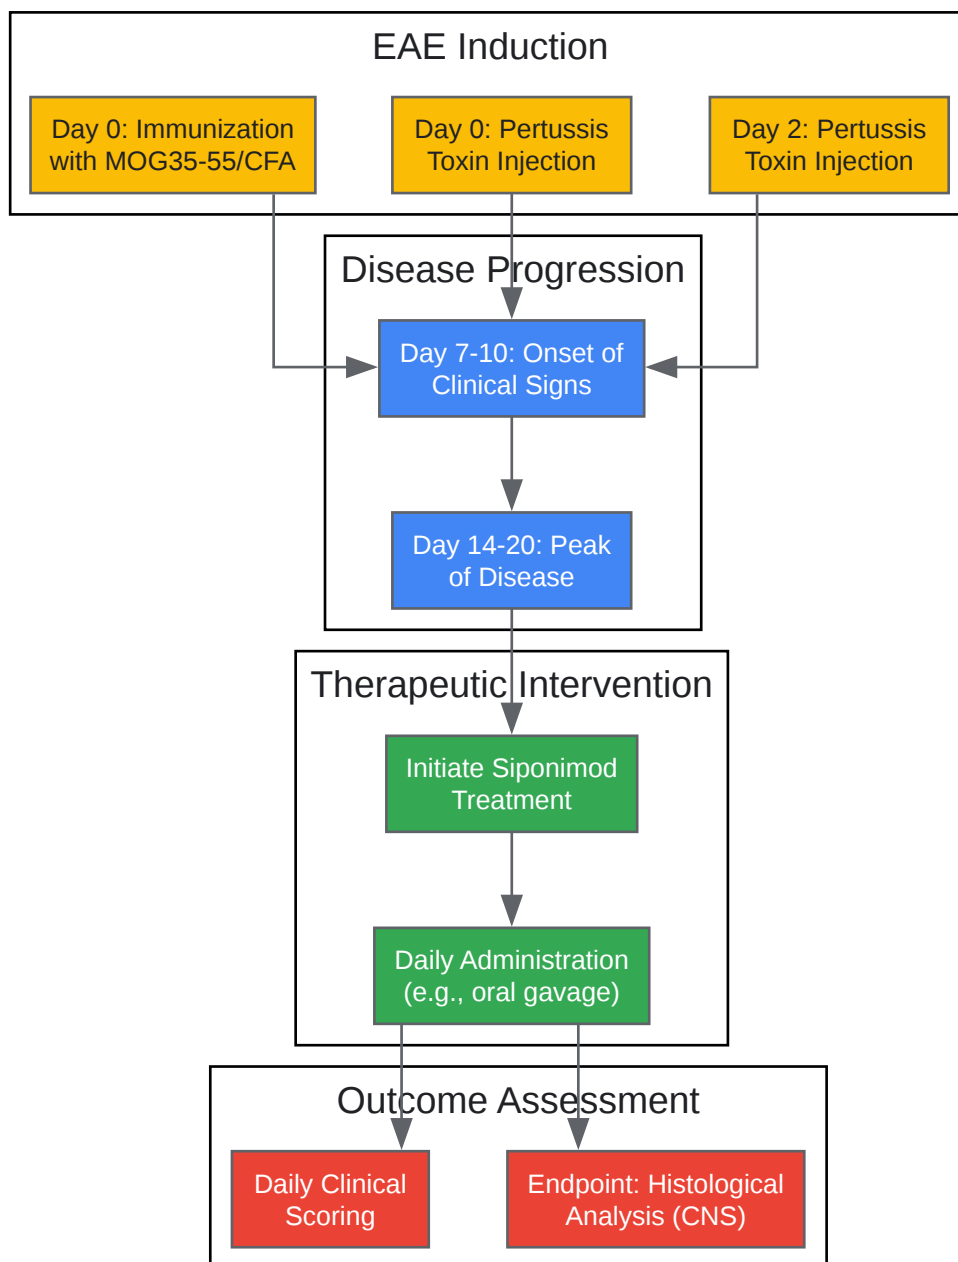 EAE Induction
Day 0: Immunization
with MOG35-55/CFA
Day 0: Pertussis
Toxin Injection
Day 2: Pertussis
Toxin Injection
Disease Progression
Day 7-10: Onset of
Clinical Signs
Day 14-20: Peak
of Disease
Therapeutic Intervention
Initiate Siponimod
Treatment
Daily Administration
(e.g., oral gavage)
Outcome Assessment
Daily Clinical
Scoring
Endpoint: Histological
Analysis (CNS)